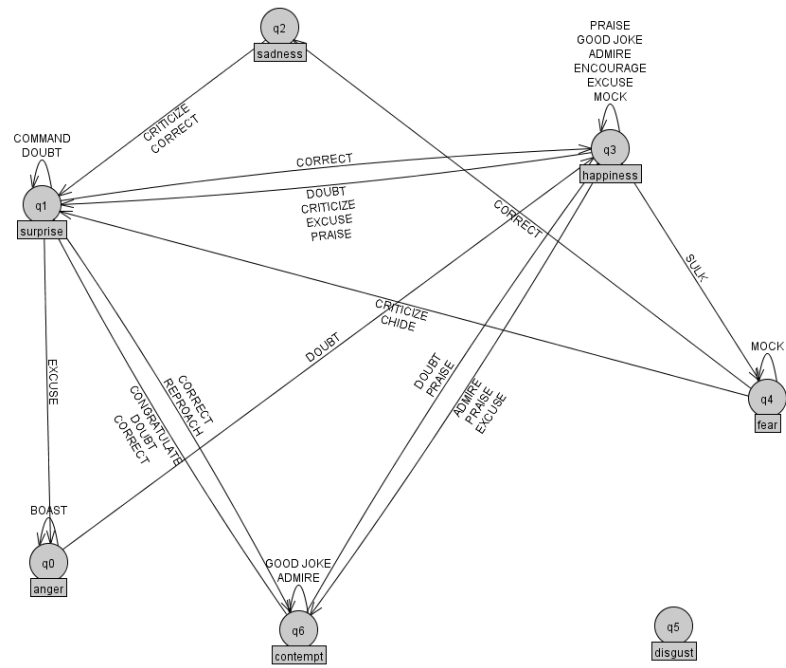 q2
sadness
PRAISE
GOOD JOKE
ADMIRE
ENCOURAGE
EXCUSE
MOCK
q3
happiness
CRITICIZE
CORRECT
COMMAND
DOUBT
q1
surprise
CORRECT
DOUBT
CRITICIZE
EXCUSE
PRAISE
CORRECT
SULK
CRITICIZE
CHIDE
DOUBT
MOCK
q4
fear
EXCUSE
CORRECT
REPROACH
CONGRATULATE
DOUBT
CORRECT
DOUBT
PRAISE
ADMIRE
PRAISE
EXCUSE
BOAST
q0
anger
GOOD JOKE
ADMIRE
q6
contempt
q5
disgust